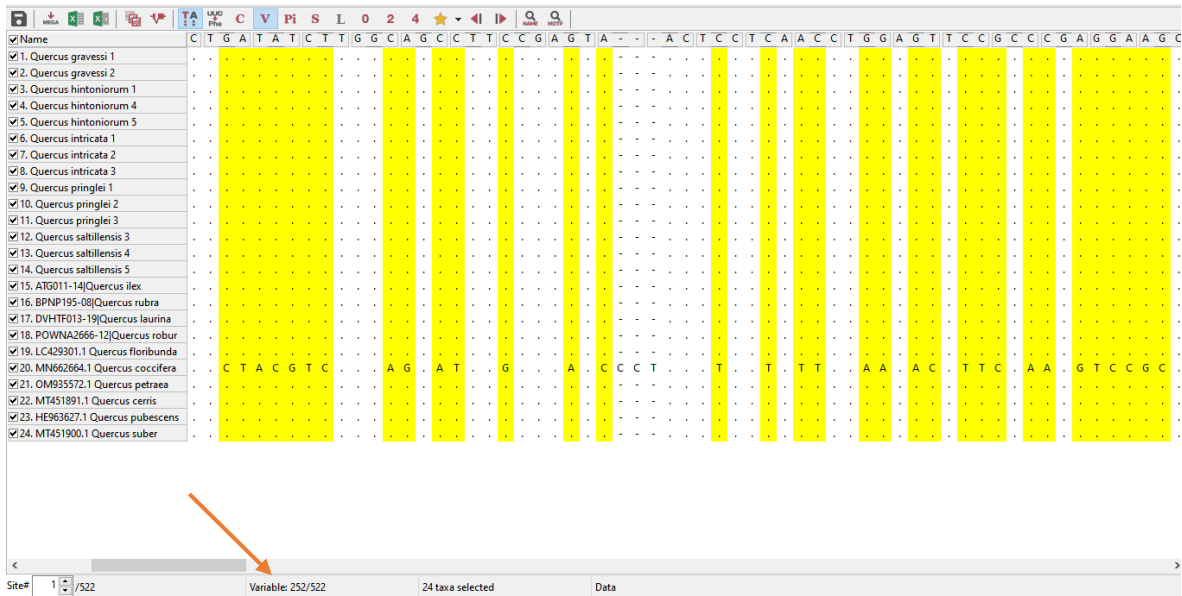 MEGA X X TA UUC Phe C V Pi S L 0 2 4 NAME MOTIF
Name C T G A T A T C T T G G C A G C C T T C C G A G T A - - - A C T C C T C A A C C T G G A G T T C C G C C C G A G G A A G C
1. Quercus gravessi 1 . . . . . . . . . . . . . . . . . . . . . . . . . . - - - . . . . . . . . . . . . . . . . . . . . . . . . . . . . . . . .
2. Quercus gravessi 2 . . . . . . . . . . . . . . . . . . . . . . . . . . - - - . . . . . . . . . . . . . . . . . . . . . . . . . . . . . . . .
3. Quercus hintoniorum 1 . . . . . . . . . . . . . . . . . . . . . . . . . . - - - . . . . . . . . . . . . . . . . . . . . . . . . . . . . . . . .
4. Quercus hintoniorum 4 . . . . . . . . . . . . . . . . . . . . . . . . . . - - - . . . . . . . . . . . . . . . . . . . . . . . . . . . . . . . .
5. Quercus hintoniorum 5 . . . . . . . . . . . . . . . . . . . . . . . . . . - - - . . . . . . . . . . . . . . . . . . . . . . . . . . . . . . . .
6. Quercus intricata 1 . . . . . . . . . . . . . . . . . . . . . . . . . . - - - . . . . . . . . . . . . . . . . . . . . . . . . . . . . . . . .
7. Quercus intricata 2 . . . . . . . . . . . . . . . . . . . . . . . . . . - - - . . . . . . . . . . . . . . . . . . . . . . . . . . . . . . . .
8. Quercus intricata 3 . . . . . . . . . . . . . . . . . . . . . . . . . . - - - . . . . . . . . . . . . . . . . . . . . . . . . . . . . . . . .
9. Quercus pringlei 1 . . . . . . . . . . . . . . . . . . . . . . . . . . - - - . . . . . . . . . . . . . . . . . . . . . . . . . . . . . . . .
10. Quercus pringlei 2 . . . . . . . . . . . . . . . . . . . . . . . . . . - - - . . . . . . . . . . . . . . . . . . . . . . . . . . . . . . . .
11. Quercus pringlei 3 . . . . . . . . . . . . . . . . . . . . . . . . . . - - - . . . . . . . . . . . . . . . . . . . . . . . . . . . . . . . .
12. Quercus saltillensis 3 . . . . . . . . . . . . . . . . . . . . . . . . . . - - - . . . . . . . . . . . . . . . . . . . . . . . . . . . . . . . .
13. Quercus saltillensis 4 . . . . . . . . . . . . . . . . . . . . . . . . . . - - - . . . . . . . . . . . . . . . . . . . . . . . . . . . . . . . .
14. Quercus saltillensis 5 . . . . . . . . . . . . . . . . . . . . . . . . . . - - - . . . . . . . . . . . . . . . . . . . . . . . . . . . . . . . .
15. ATG011-14|Quercus ilex . . . . . . . . . . . . . . . . . . . . . . . . . . - - - . . . . . . . . . . . . . . . . . . . . . . . . . . . . . . . .
16. BPNP195-08|Quercus rubra . . . . . . . . . . . . . . . . . . . . . . . . . . - - - . . . . . . . . . . . . . . . . . . . . . . . . . . . . . . . .
17. DVHTF013-19|Quercus laurina . . . . . . . . . . . . . . . . . . . . . . . . . . - - - . . . . . . . . . . . . . . . . . . . . . . . . . . . . . . . .
18. POWNA2666-12|Quercus robur . . . . . . . . . . . . . . . . . . . . . . . . . . - - - . . . . . . . . . . . . . . . . . . . . . . . . . . . . . . . .
19. LC429301.1 Quercus floribunda . . . . . . . . . . . . . . . . . . . . . . . . . . - - - . . . . . . . . . . . . . . . . . . . . . . . . . . . . . . . .
20. MN662664.1 Quercus coccifera . . C T A C G T C . . . A G . A T . . G . . . A . C C C T . . . T . . T . T T . . A A . A C . T T C . A A . G T C C G C .
21. OM935572.1 Quercus petraea . . . . . . . . . . . . . . . . . . . . . . . . . . - - - . . . . . . . . . . . . . . . . . . . . . . . . . . . . . . . .
22. MT451891.1 Quercus cerris . . . . . . . . . . . . . . . . . . . . . . . . . . - - - . . . . . . . . . . . . . . . . . . . . . . . . . . . . . . . .
23. HE963627.1 Quercus pubescens . . . . . . . . . . . . . . . . . . . . . . . . . . - - - . . . . . . . . . . . . . . . . . . . . . . . . . . . . . . . .
24. MT451900.1 Quercus suber . . . . . . . . . . . . . . . . . . . . . . . . . . - - - . . . . . . . . . . . . . . . . . . . . . . . . . . . . . . . .
Site# 1 /522 Variable: 252/522 24 taxa selected Data